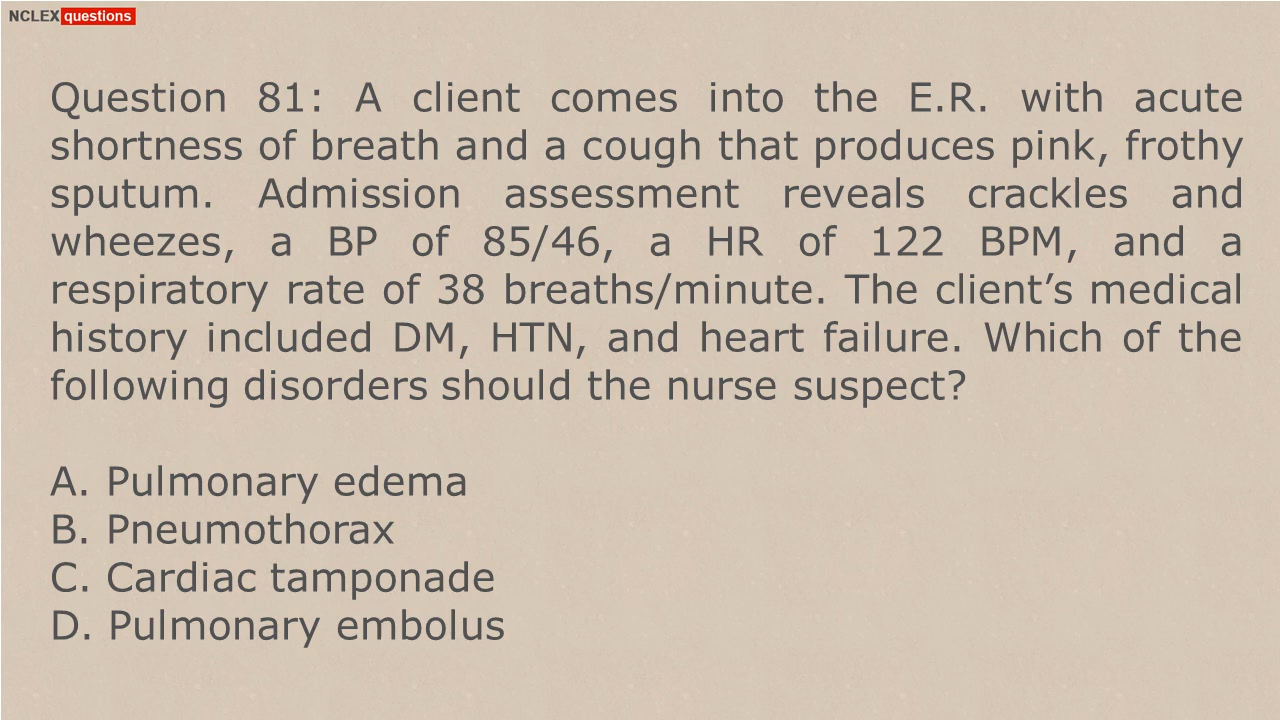 NCLEX questions
Question 81: A client comes into the E.R. with acute
shortness of breath and a cough that produces pink, frothy
sputum. Admission assessment reveals crackles and
wheezes, a BP of 85/46, a HR of 122 BPM, and a
respiratory rate of 38 breaths/minute. The client’s medical
history included DM, HTN, and heart failure. Which of the
following disorders should the nurse suspect?
A. Pulmonary edema
B. Pneumothorax
C. Cardiac tamponade
D. Pulmonary embolus